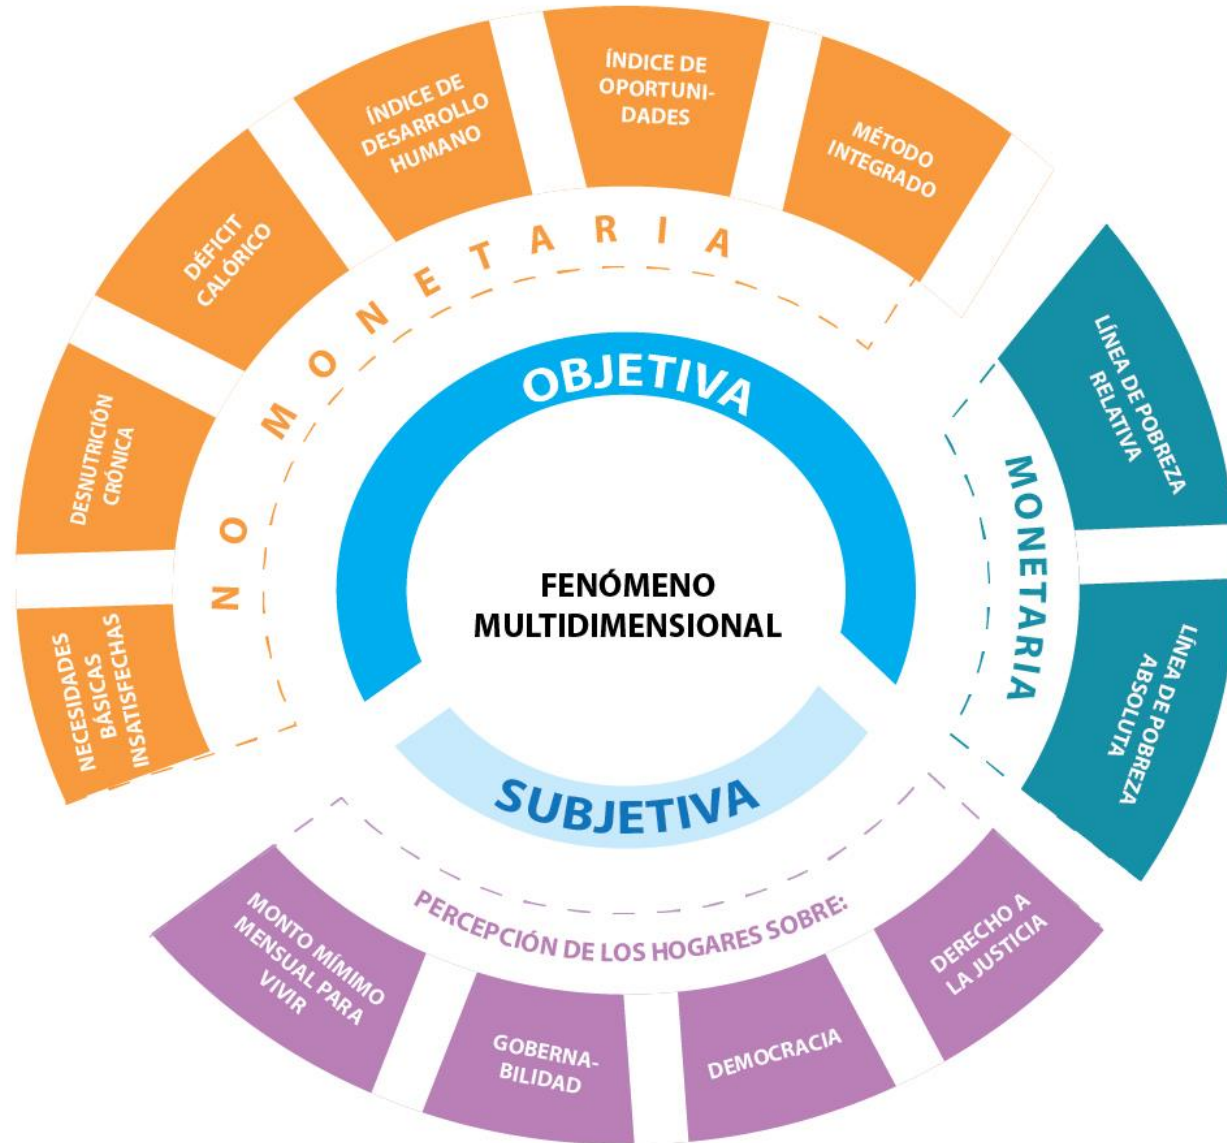 FENÓMENO
MULTIDIMENSIONAL
OBJETIVA
NO MONETARIA
NECESIDADES
BÁSICAS
INSATISFECHAS
DESNUTRICIÓN
CRÓNICA
DÉFICIT
CALÓRICO
ÍNDICE DE
DESARROLLO
HUMANO
ÍNDICE DE
OPORTUNI-
DADES
MÉTODO
INTEGRADO
MONETARIA
LÍNEA DE POBREZA
RELATIVA
LÍNEA DE POBREZA
ABSOLUTA
SUBJETIVA
PERCEPCIÓN DE LOS HOGARES SOBRE:
MONTO MÍMIMO
MENSUAL PARA
VIVIR
GOBERNA-
BILIDAD
DEMOCRACIA
DERECHO A
LA JUSTICIA